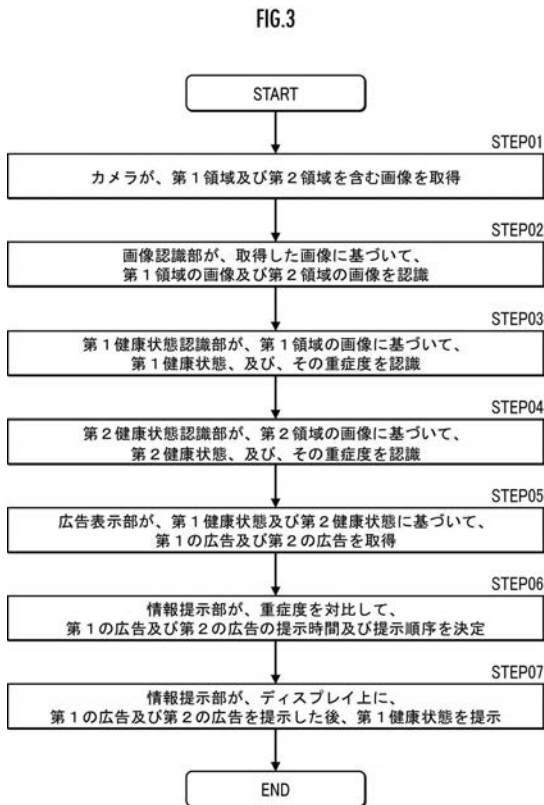 FIG.3
START
STEP01
カメラが、第1領域及び第2領域を含む画像を取得
STEP02
画像認識部が、取得した画像に基づいて、
第1領域の画像及び第2領域の画像を認識
STEP03
第1健康状態認識部が、第1領域の画像に基づいて、
第1健康状態、及び、その重症度を認識
STEP04
第2健康状態認識部が、第2領域の画像に基づいて、
第2健康状態、及び、その重症度を認識
STEP05
広告表示部が、第1健康状態及び第2健康状態に基づいて、
第1の広告及び第2の広告を取得
STEP06
情報提示部が、重症度を対比して、
第1の広告及び第2の広告の提示時間及び提示順序を決定
STEP07
情報提示部が、ディスプレイ上に、
第1の広告及び第2の広告を提示した後、第1健康状態を提示
END